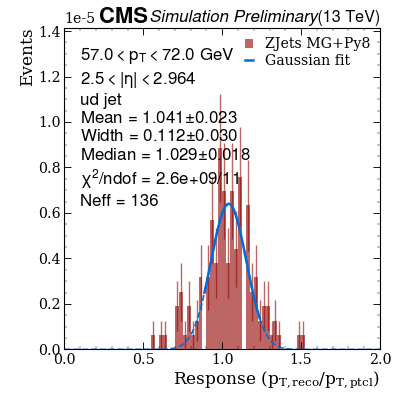 1e-5 CMS Simulation Preliminary (13 TeV)
Events
57.0 < p_T < 72.0 GeV
2.5 < |η| < 2.964
ud jet
Mean = 1.041±0.023
Width = 0.112±0.030
Median = 1.029±0.018
χ²/ndof = 2.6e+09/11
Neff = 136
ZJets MG+Py8
Gaussian fit
1.4
1.2
1.0
0.8
0.6
0.4
0.2
0.0
0.0 0.5 1.0 1.5 2.0
Response (p_T,reco/p_T,ptcl)